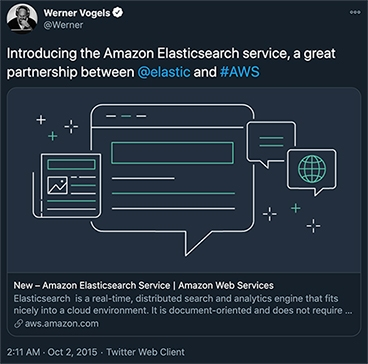 Werner Vogels
@Werner
Introducing the Amazon Elasticsearch service, a great
partnership between @elastic and #AWS
New – Amazon Elasticsearch Service | Amazon Web Services
Elasticsearch is a real-time, distributed search and analytics engine that fits
nicely into a cloud environment. It is document-oriented and does not require ...
aws.amazon.com
2:11 AM · Oct 2, 2015 · Twitter Web Client